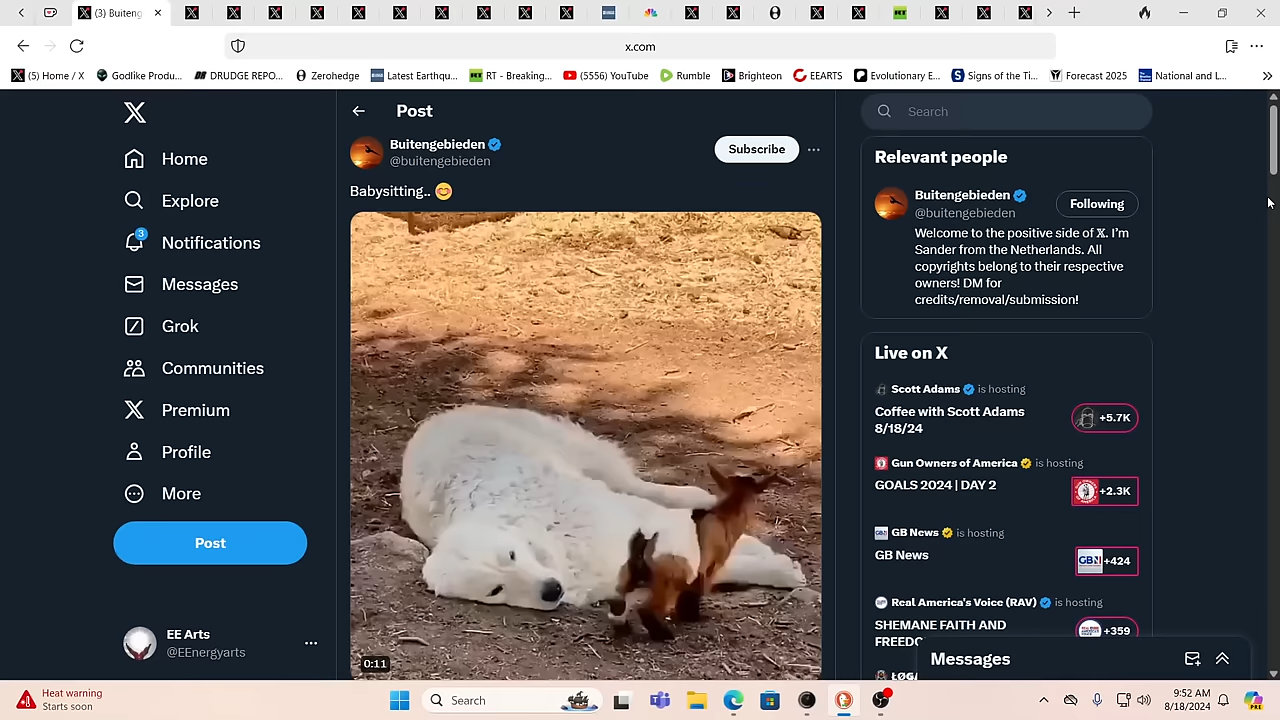 (3) Buiteng
x.com
(5) Home / X
Godlike Produ...
DRUDGE REPO...
Zerohedge
Latest Earthqu...
RT - Breaking...
(5556) YouTube
Rumble
Brighteon
EEARTS
Evolutionary E...
Signs of the Ti...
Forecast 2025
National and L...
Home
Explore
3
Notifications
Messages
Grok
Communities
Premium
Profile
More
Post
EE Arts
@EEnergyarts
Post
Buitengebieden
@buitengebieden
Subscribe
Babysitting.. 😊
0:11
Search
Relevant people
Buitengebieden
@buitengebieden
Following
Welcome to the positive side of 𝕏. I'm
Sander from the Netherlands. All
copyrights belong to their respective
owners! DM for
credits/removal/submission!
Live on X
Scott Adams is hosting
Coffee with Scott Adams
8/18/24
+5.7K
Gun Owners of America is hosting
GOALS 2024 | DAY 2
+2.3K
GB News is hosting
GB News
GBN +424
Real America's Voice (RAV) is hosting
SHEMANE FAITH AND
FREEDO
+359
Messages
Heat warning
Starts soon
Search
9:52 AM
8/18/2024
PRE